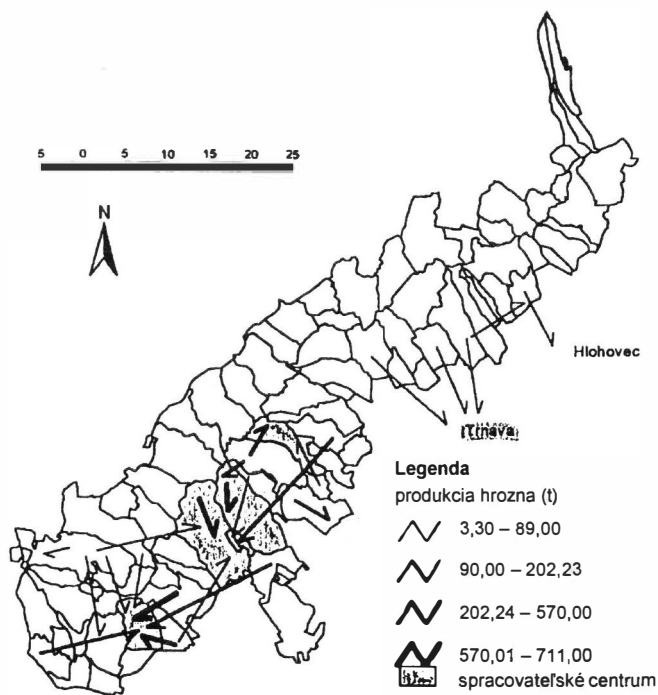 5 0 5 10 15 20 25
N
Hlohovec
Trnava
Legenda
produkcia hrozna (t)
3,30 – 89,00
90,00 – 202,23
202,24 – 570,00
570,01 – 711,00
spracovateľské centrum